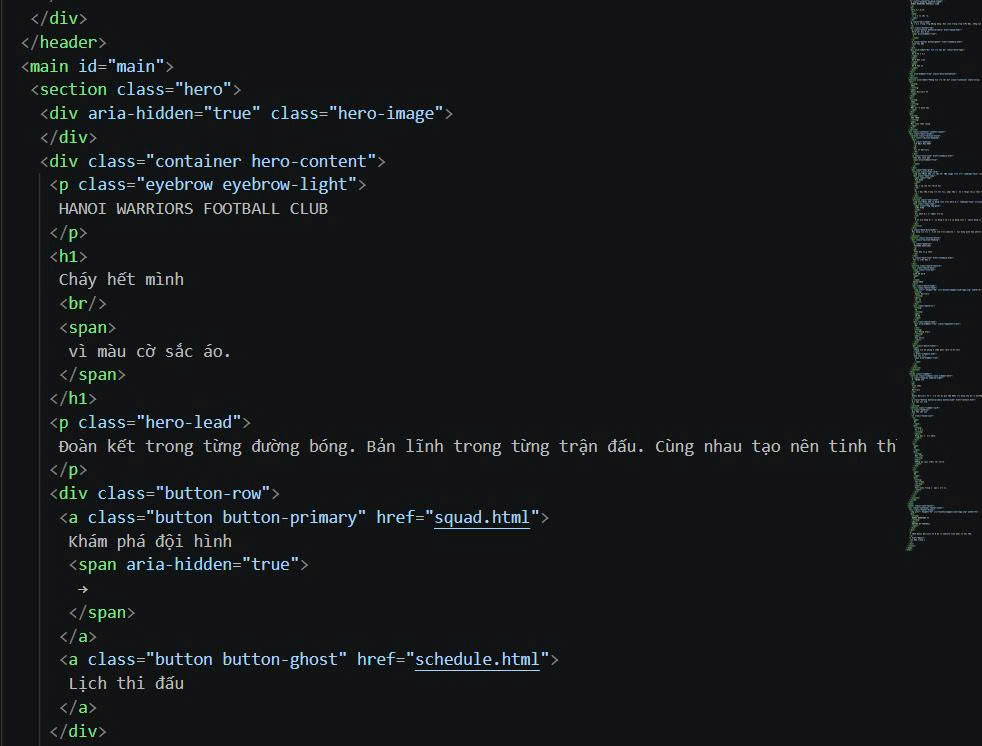 </div>
</header>
<main id="main">
<section class="hero">
<div aria-hidden="true" class="hero-image">
</div>
<div class="container hero-content">
<p class="eyebrow eyebrow-light">
HANOI WARRIORS FOOTBALL CLUB
</p>
<h1>
Cháy hết mình
<br/>
<span>
vì màu cờ sắc áo.
</span>
</h1>
<p class="hero-lead">
Đoàn kết trong từng đường bóng. Bản lĩnh trong từng trận đấu. Cùng nhau tạo nên tinh
</p>
<div class="button-row">
<a class="button button-primary" href="squad.html">
Khám phá đội hình
<span aria-hidden="true">
→
</span>
</a>
<a class="button button-ghost" href="schedule.html">
Lịch thi đấu
</a>
</div>